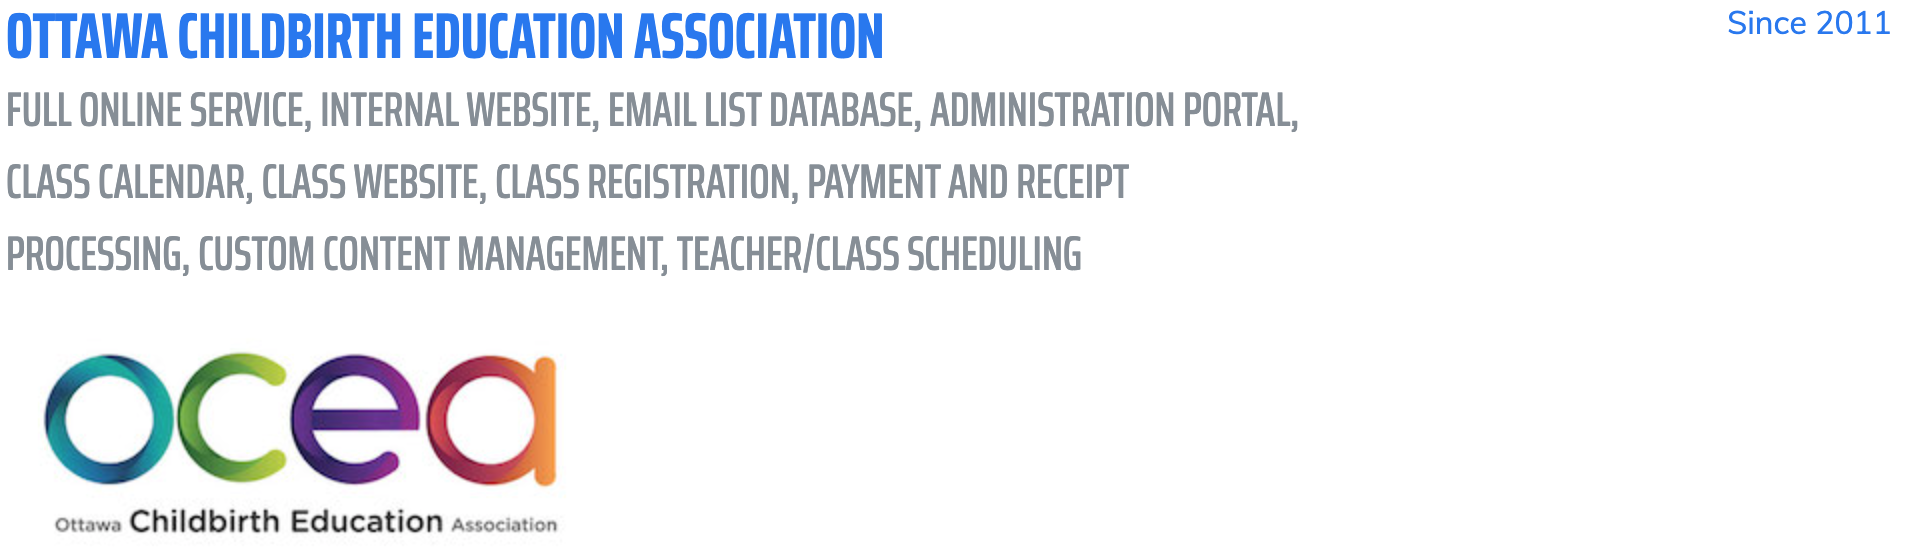 OTTAWA CHILDBIRTH EDUCATION ASSOCIATION
Since 2011
FULL ONLINE SERVICE, INTERNAL WEBSITE, EMAIL LIST DATABASE, ADMINISTRATION PORTAL,
CLASS CALENDAR, CLASS WEBSITE, CLASS REGISTRATION, PAYMENT AND RECEIPT
PROCESSING, CUSTOM CONTENT MANAGEMENT, TEACHER/CLASS SCHEDULING
ocea
Ottawa Childbirth Education Association